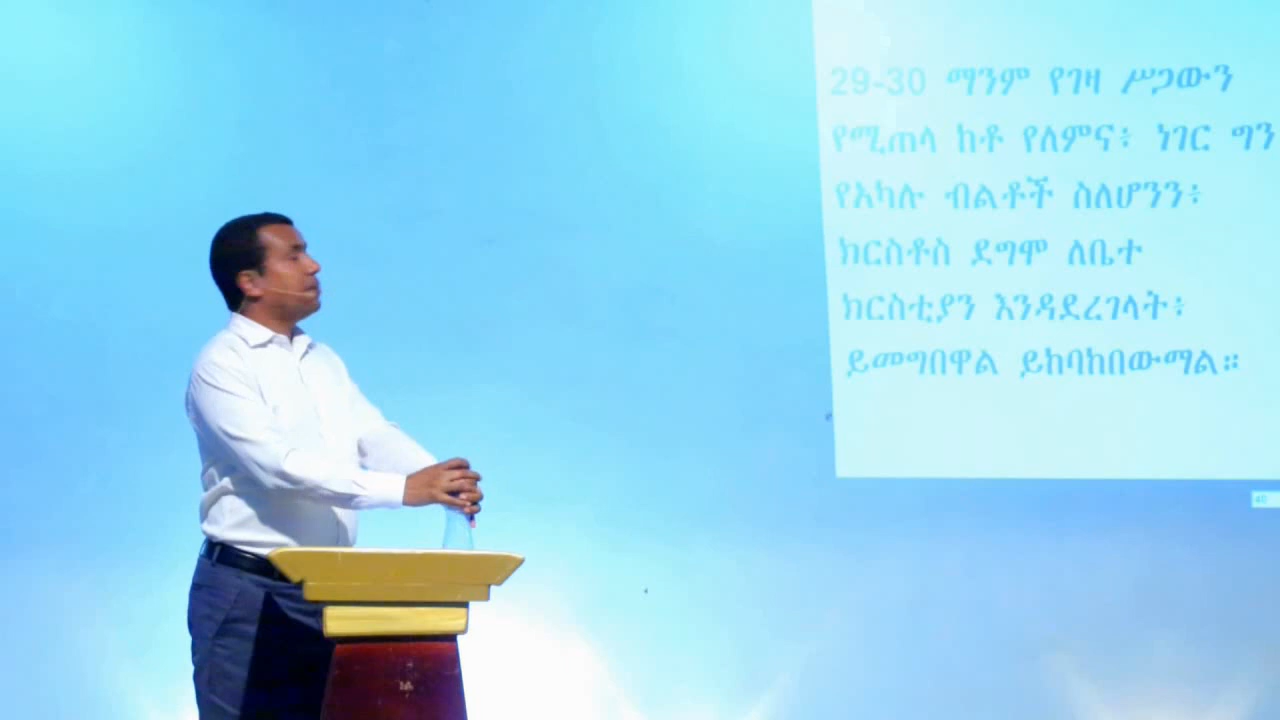 29-30 ማንም የገዛ ሥጋውን
የሚጠላ ከቶ የለምና፥ ነገር ግን
የአካሉ ብልቶች ስለሆንን፥
ክርስቶስ ደግሞ ለቤተ
ክርስቲያን እንዳደረገላት፥
ይመግበዋል ይከባከበውማል።
40